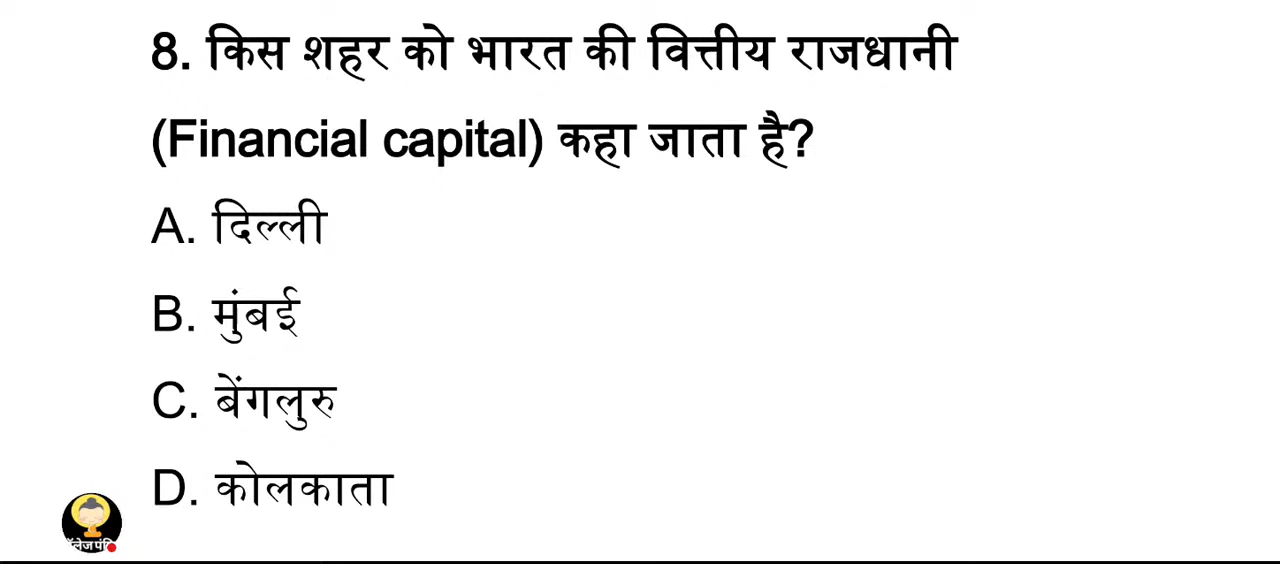 8. किस शहर को भारत की वित्तीय राजधानी
(Financial capital) कहा जाता है?
A. दिल्ली
B. मुंबई
C. बेंगलुरु
D. कोलकाता